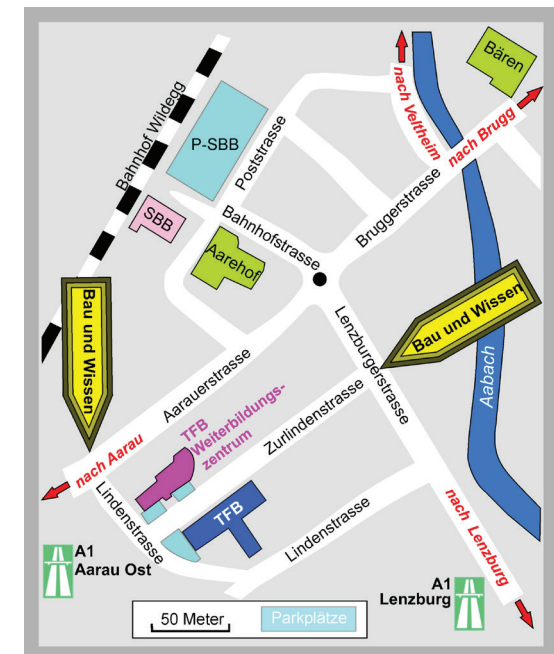 Bahnhof Wildegg
P-SBB
Poststrasse
nach Veltheim
nach Brugg
Bären
SBB
Bahnhofstrasse
Aarehof
Bruggerstrasse
Bau und Wissen
Bau und Wissen
Aabach
Aarauerstrasse
Lenzburgerstrasse
TFB
Weiterbildungs-
zentrum
Zurlindenstrasse
nach Aarau
Lindenstrasse
TFB
Lindenstrasse
nach Lenzburg
A1
Aarau Ost
A1
Lenzburg
50 Meter
Parkplätze